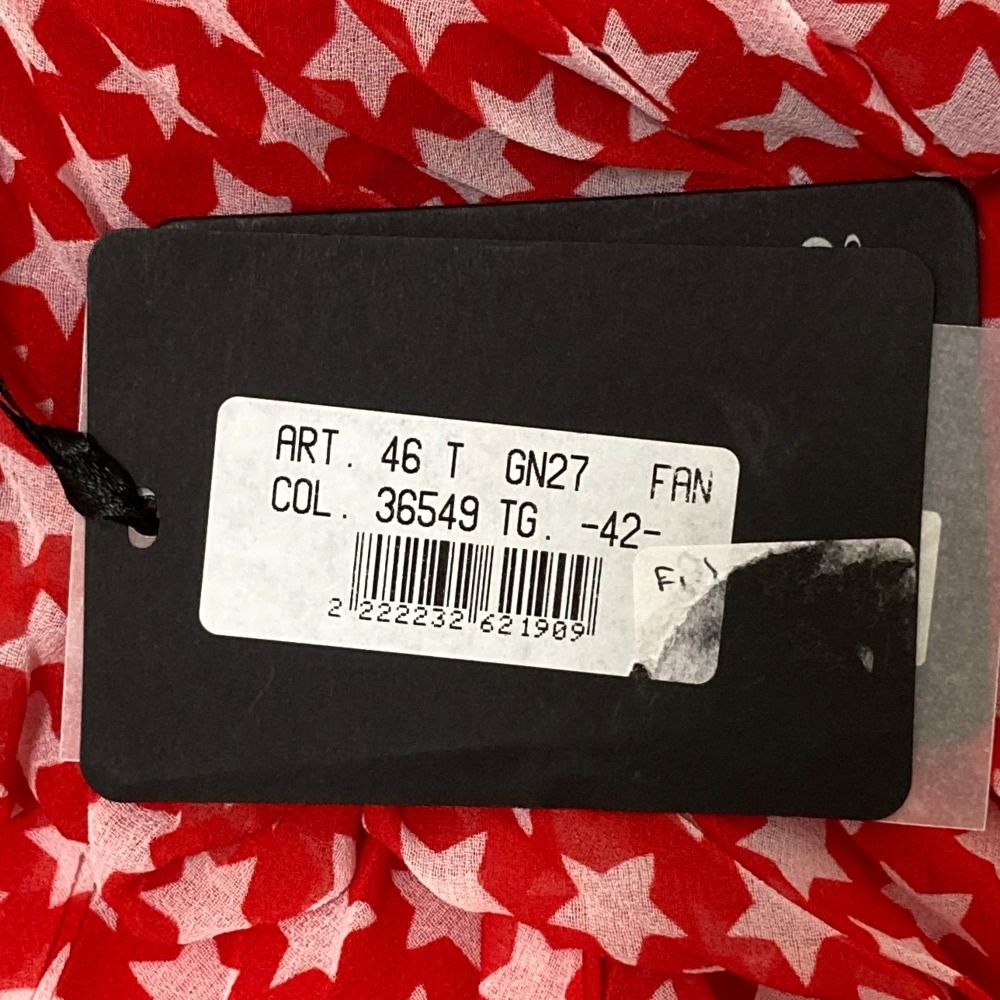 ART. 46 T GN27 FAN
COL. 36549 TG. -42-
2 222232 621909